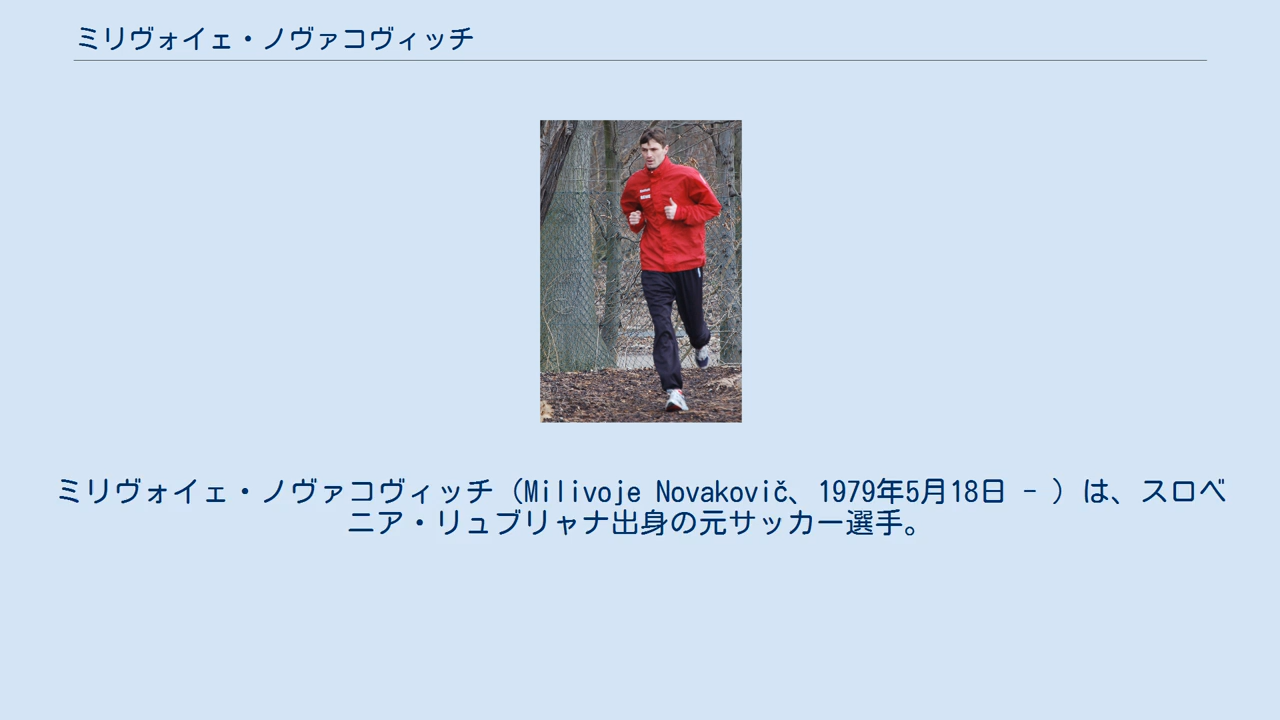 ミリヴォイェ・ノヴァコヴィッチ
ミリヴォイェ・ノヴァコヴィッチ（Milivoje Novakovič、1979年5月18日 - ）は、スロベ
ニア・リュブリャナ出身の元サッカー選手。